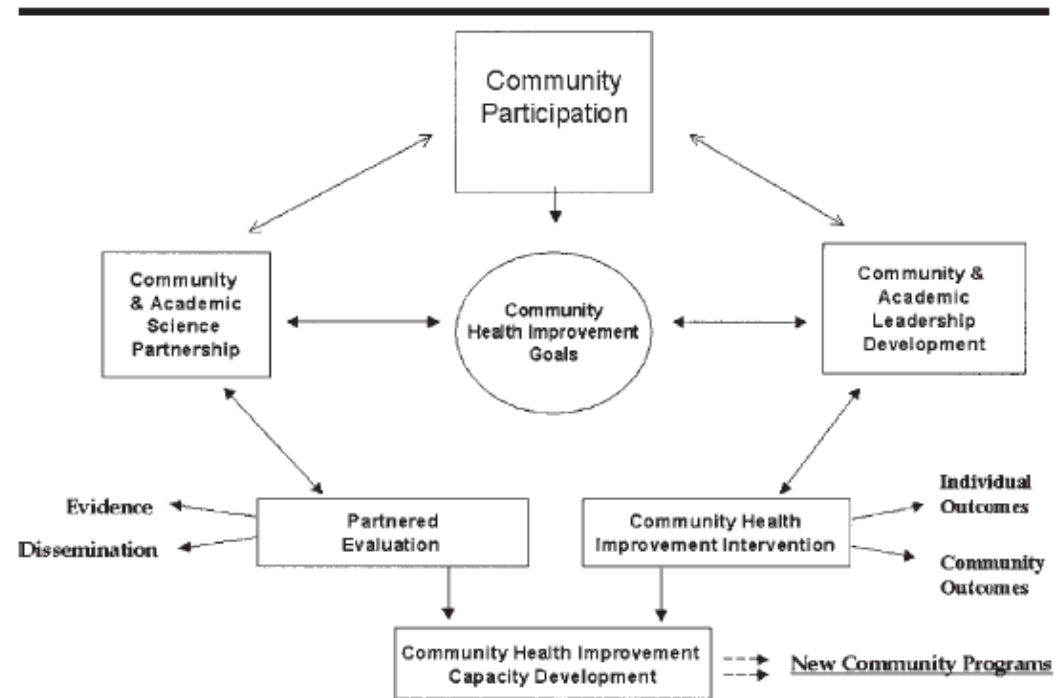 Community
Participation
Community
& Academic
Science
Partnership
Community
Health Improvement
Goals
Community &
Academic
Leadership
Development
Evidence
Dissemination
Partnered
Evaluation
Community Health
Improvement Intervention
Individual
Outcomes
Community
Outcomes
Community Health Improvement
Capacity Development
New Community Programs